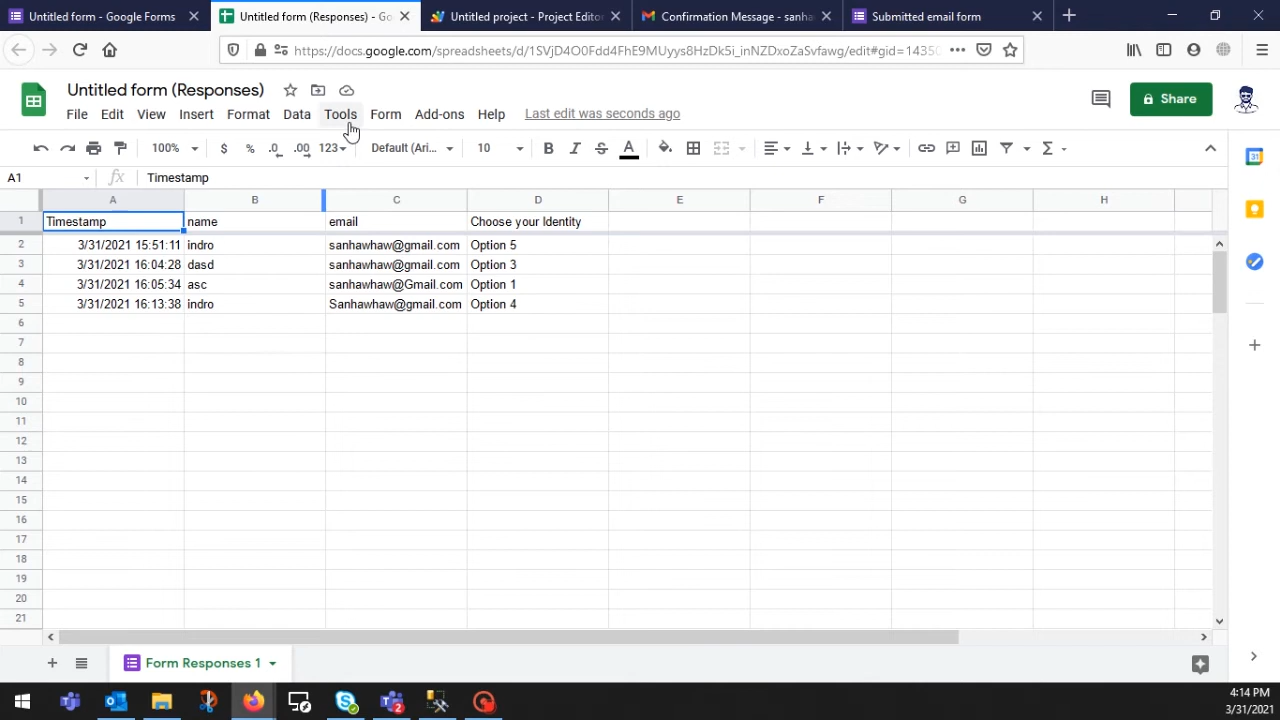 Untitled form - Google Forms
Untitled form (Responses) - Go
Untitled project - Project Editor
Confirmation Message - sanha
Submitted email form
https://docs.google.com/spreadsheets/d/1SVjD4O0Fdd4FhE9MUyys8HzDk5i_inNZDxoZaSvfawg/edit#gid=14350
Untitled form (Responses)
File Edit View Insert Format Data Tools Form Add-ons Help Last edit was seconds ago
Share
100% $ % .0 .00 123 Default (Ari... 10 B I S A
A1 fx Timestamp
A B C D E F G H
1 Timestamp name email Choose your Identity
2 3/31/2021 15:51:11 indro sanhawhaw@gmail.com Option 5
3 3/31/2021 16:04:28 dasd sanhawhaw@gmail.com Option 3
4 3/31/2021 16:05:34 asc sanhawhaw@Gmail.com Option 1
5 3/31/2021 16:13:38 indro Sanhawhaw@gmail.com Option 4
6
7
8
9
10
11
12
13
14
15
16
17
18
19
20
21
31
Form Responses 1
2
4:14 PM
3/31/2021